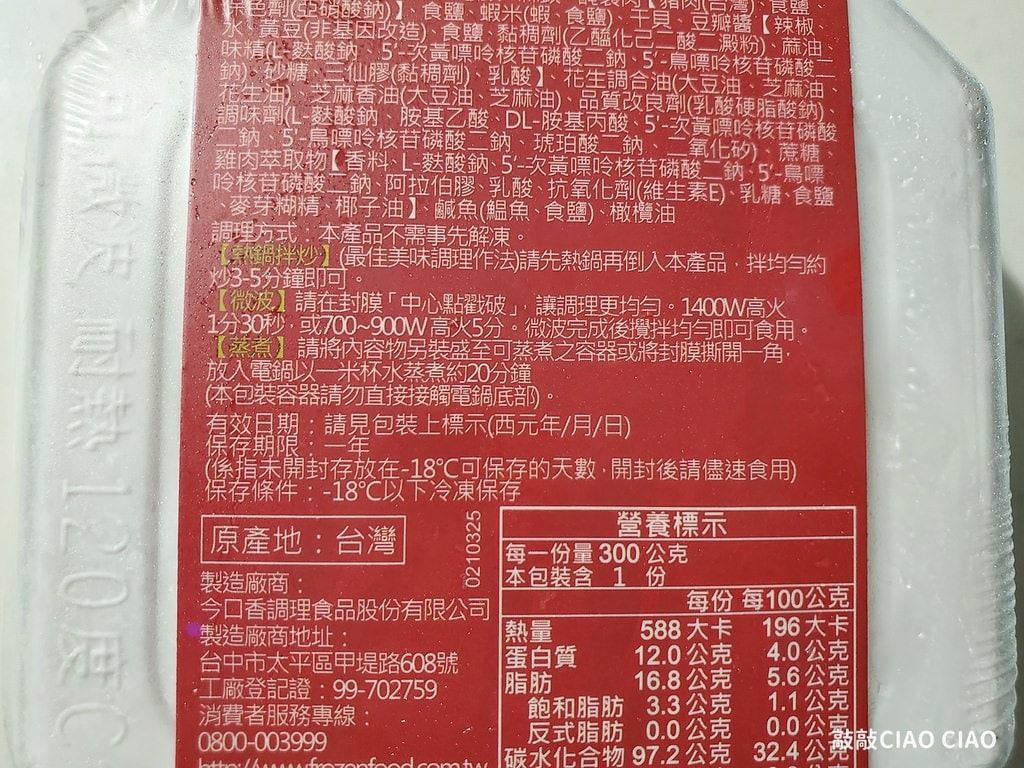 味色劑(亞硝酸鈉)】、食鹽、蝦米(蝦、食鹽)、干貝、豆瓣醬【辣椒、
水、黃豆(非基因改造)、食鹽、黏稠劑(乙醯化己二酸二澱粉)、蔴油、
味精(L-麩酸鈉、5'-次黃嘌呤核苷磷酸二鈉、5'-鳥嘌呤核苷磷酸二
鈉)、砂糖、三仙膠(黏稠劑)、乳酸】、花生調合油(大豆油、芝麻油、
花生油)、芝麻香油(大豆油、芝麻油)、品質改良劑(乳酸硬脂酸鈉)
調味劑(L-麩酸鈉、胺基乙酸、DL-胺基丙酸、5'-次黃嘌呤核苷磷酸
二鈉、5'-鳥嘌呤核苷磷酸二鈉、琥珀酸二鈉、二氧化矽)、蔗糖、
雞肉萃取物【香料、L-麩酸鈉、5'-次黃嘌呤核苷磷酸二鈉、5'-鳥嘌
呤核苷磷酸二鈉、阿拉伯膠、乳酸、抗氧化劑(維生素E)、乳糖、食鹽
、麥芽糊精、椰子油】、鹹魚(鰮魚、食鹽)、橄欖油
調理方式：本產品不需事先解凍。
【熱鍋拌炒】(最佳美味調理作法)請先熱鍋再倒入本產品，拌均勻約
炒3-5分鐘即可。
【微波】請在封膜「中心點戳破」，讓調理更均勻。1400W高火
1分30秒，或700~900W高火5分。微波完成後攪拌均勻即可食用。
【蒸煮】請將內容物另裝盛至可蒸煮之容器或將封膜撕開一角，
放入電鍋以一米杯水蒸煮約20分鐘
(本包裝容器請勿直接接觸電鍋底部)。
有效日期：請見包裝上標示(西元年/月/日)
保存期限：一年
(係指未開封存放在-18℃可保存的天數，開封後請儘速食用)
保存條件：-18℃以下冷凍保存
原產地：台灣
0210325
製造廠商：
今口香調理食品股份有限公司
製造廠商地址：
台中市太平區甲堤路608號
工廠登記證：99-702759
消費者服務專線：
0800-003999
http://www.frozenfood.com.tw
營養標示
每一份量 300 公克
本包裝含 1 份
每份 每100公克
熱量 588 大卡 196 大卡
蛋白質 12.0 公克 4.0 公克
脂肪 16.8 公克 5.6 公克
飽和脂肪 3.3 公克 1.1 公克
反式脂肪 0.0 公克 0.0 公克
碳水化合物 97.2 公克 32.4 公克
耐熱120度C
敲敲CIAO CIAO